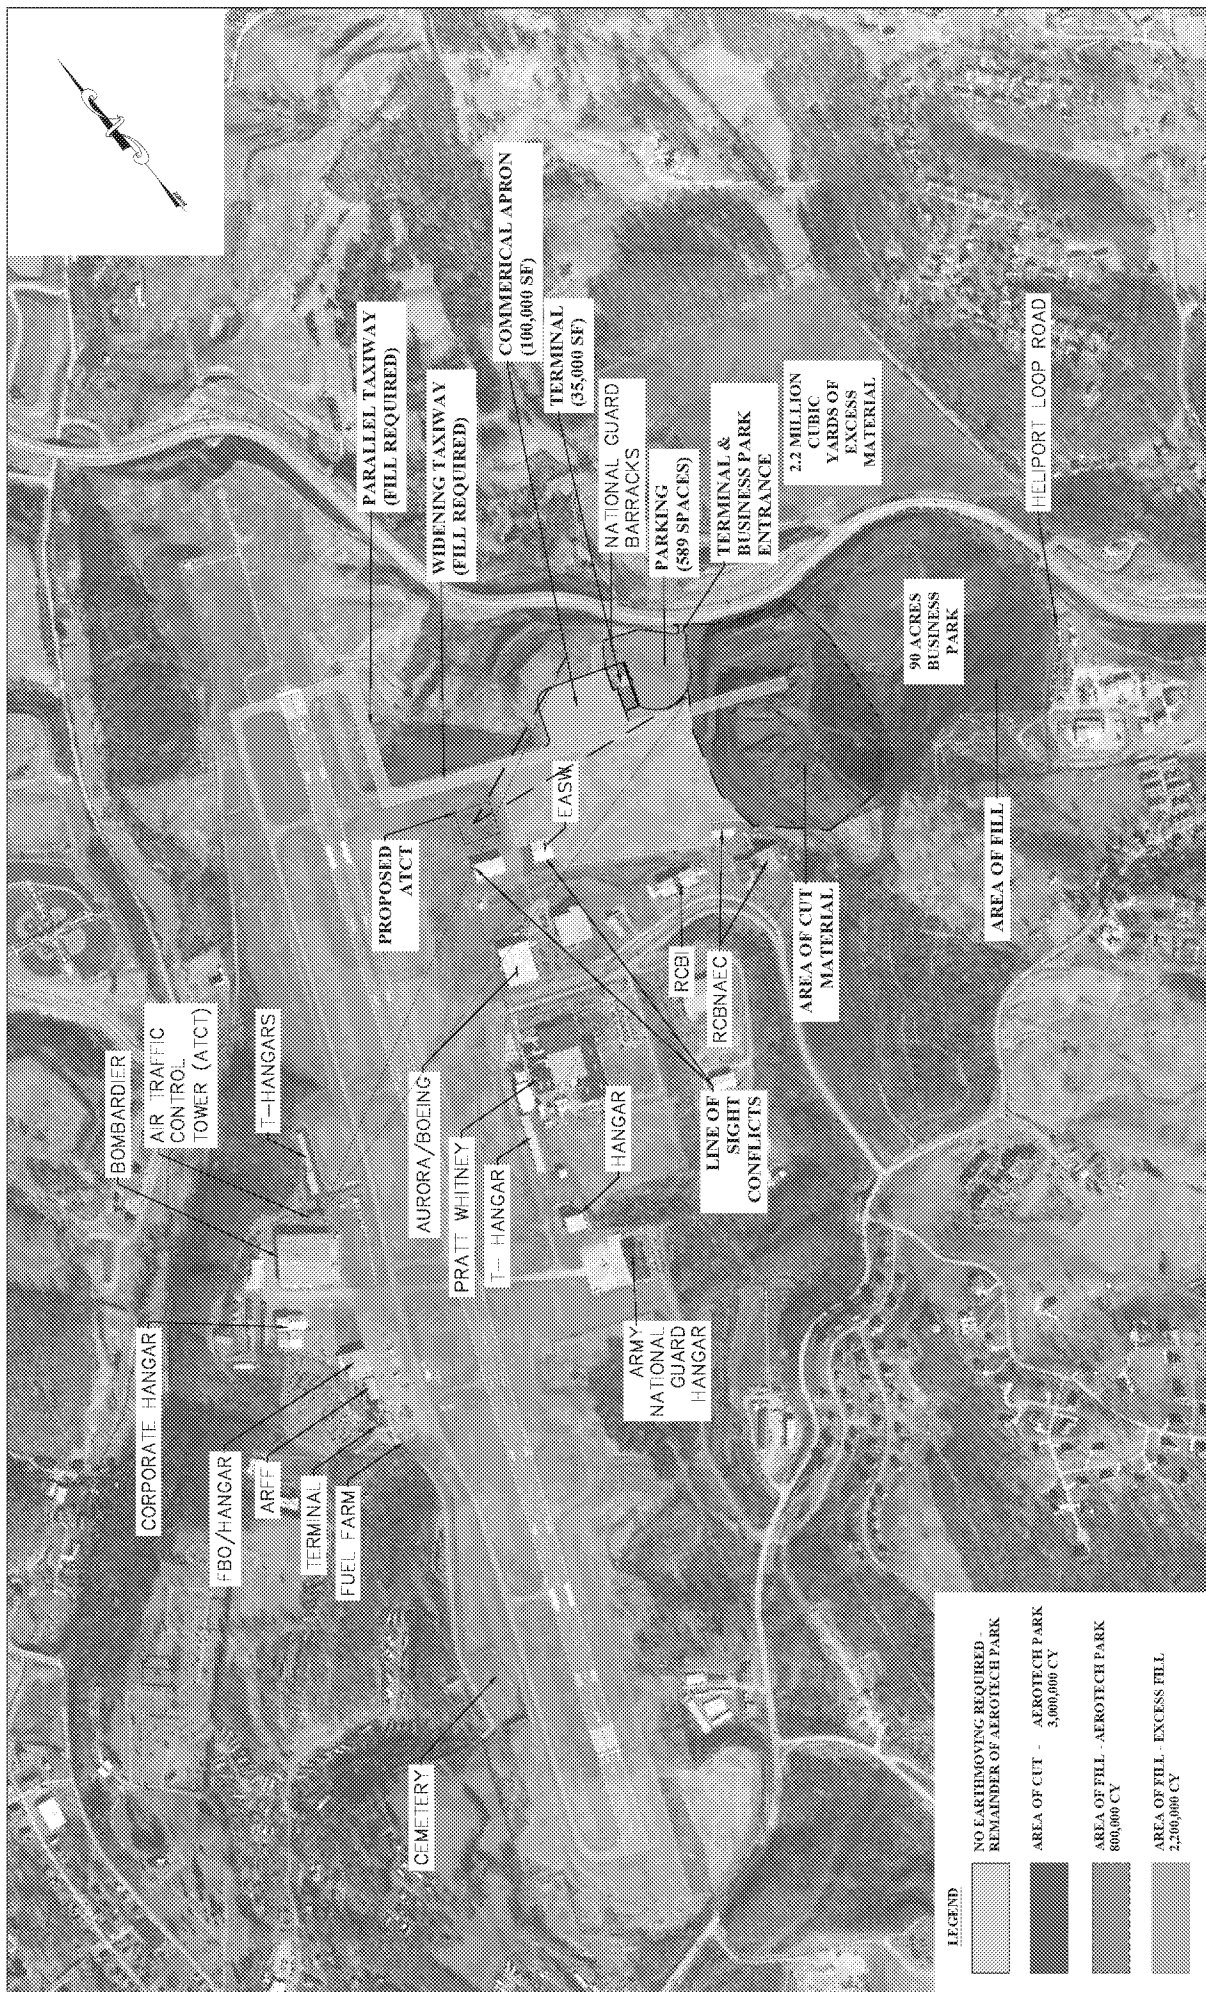 CEMETERY
CORPORATE HANGAR
FBO/HANGAR
ARFF
TERMINAL
FUEL FARM
BOMBARDIER
AIR TRAFFIC
CONTROL
TOWER (ATCT)
T-HANGARS
AURORA/BOEING
PRATT WHITNEY
T- HANGAR
HANGAR
ARMY
NATIONAL
GUARD
HANGAR
PROPOSED
ATCT
EASW
RCBI
RCBNAEC
LINE OF
SIGHT
CONFLICTS
AREA OF CUT
MATERIAL
AREA OF FILL
PARALLEL TAXIWAY
(FILL REQUIRED)
WIDENING TAXIWAY
(FILL REQUIRED)
COMMERICAL APRON
(100,000 SF)
TERMINAL
(35,000 SF)
NATIONAL GUARD
BARRACKS
PARKING
(589 SPACES)
TERMINAL &
BUSINESS PARK
ENTRANCE
2.2 MILLION
CUBIC
YARDS OF
EXCESS
MATERIAL
90 ACRES
BUSINESS
PARK
HELIPORT LOOP ROAD
LEGEND
NO EARTHMOVING REQUIRED -
REMAINDER OF AEROTECH PARK
AREA OF CUT - AEROTECH PARK
3,000,000 CY
AREA OF FILL - AEROTECH PARK
800,000 CY
AREA OF FILL - EXCESS FILL
2,200,000 CY